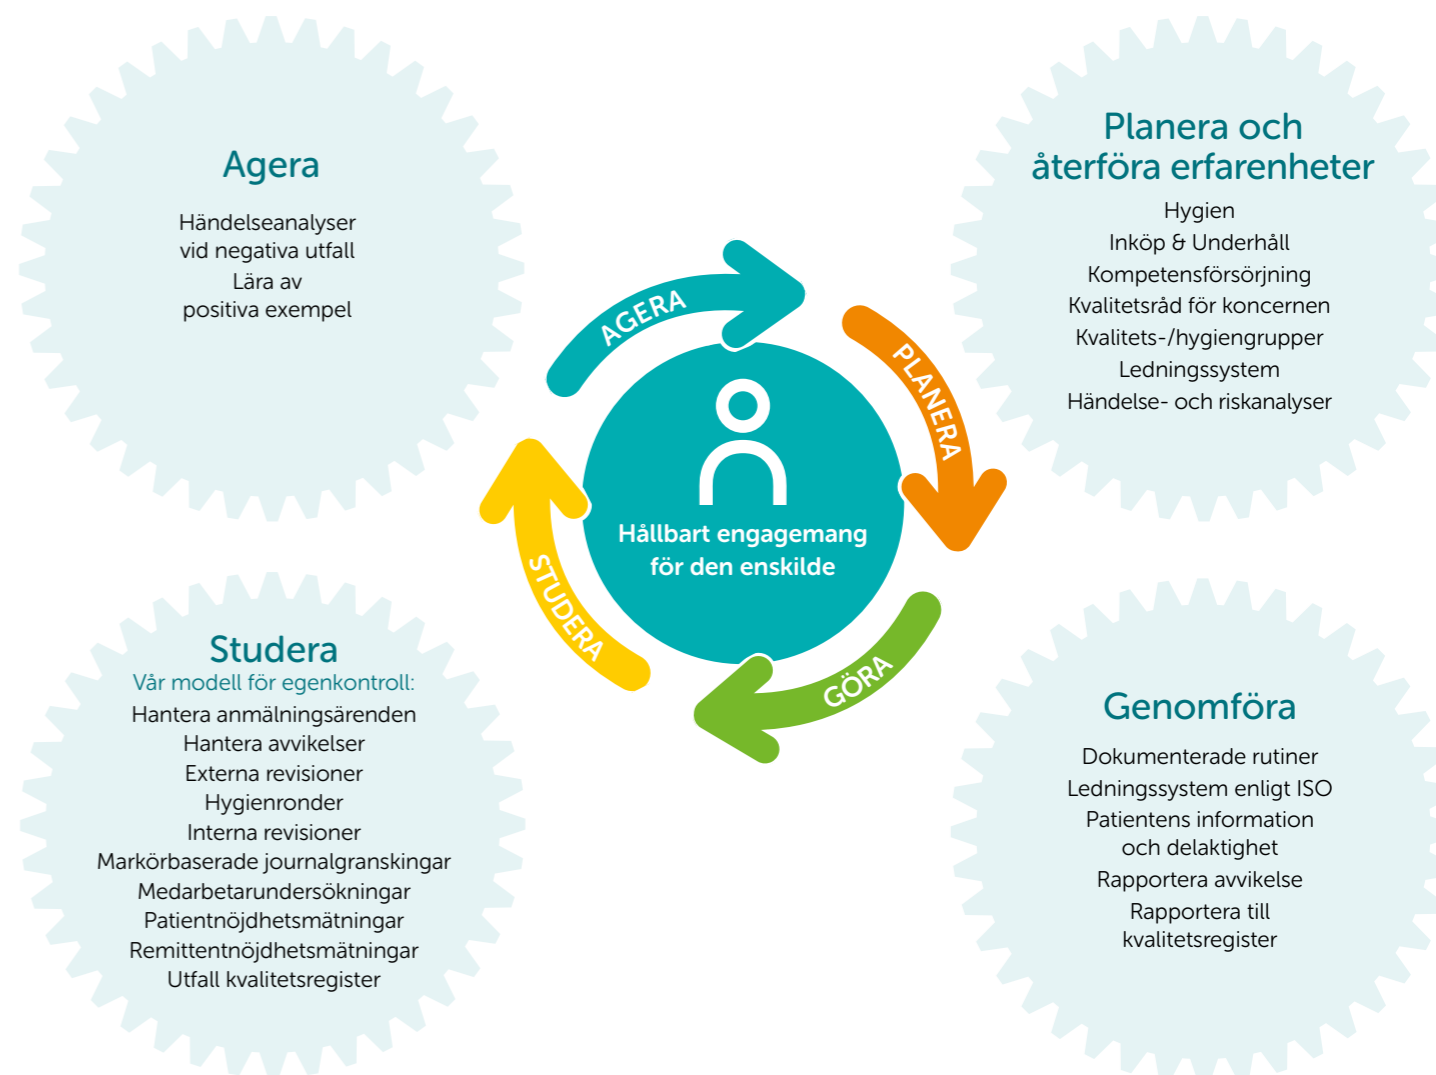 Agera
Händelseanalyser
vid negativa utfall
Lära av
positiva exempel
Planera och
återföra erfarenheter
Hygien
Inköp & Underhåll
Kompetensförsörjning
Kvalitetsråd för koncernen
Kvalitets-/hygiengrupper
Ledningssystem
Händelse- och riskanalyser
AGERA
PLANERA
GÖRA
STUDERA
Hållbart engagemang
för den enskilde
Studera
Vår modell för egenkontroll:
Hantera anmälningsärenden
Hantera avvikelser
Externa revisioner
Hygienronder
Interna revisioner
Markörbaserade journalgranskingar
Medarbetarundersökningar
Patientnöjdhetsmätningar
Remittentnöjdhetsmätningar
Utfall kvalitetsregister
Genomföra
Dokumenterade rutiner
Ledningssystem enligt ISO
Patientens information
och delaktighet
Rapportera avvikelse
Rapportera till
kvalitetsregister